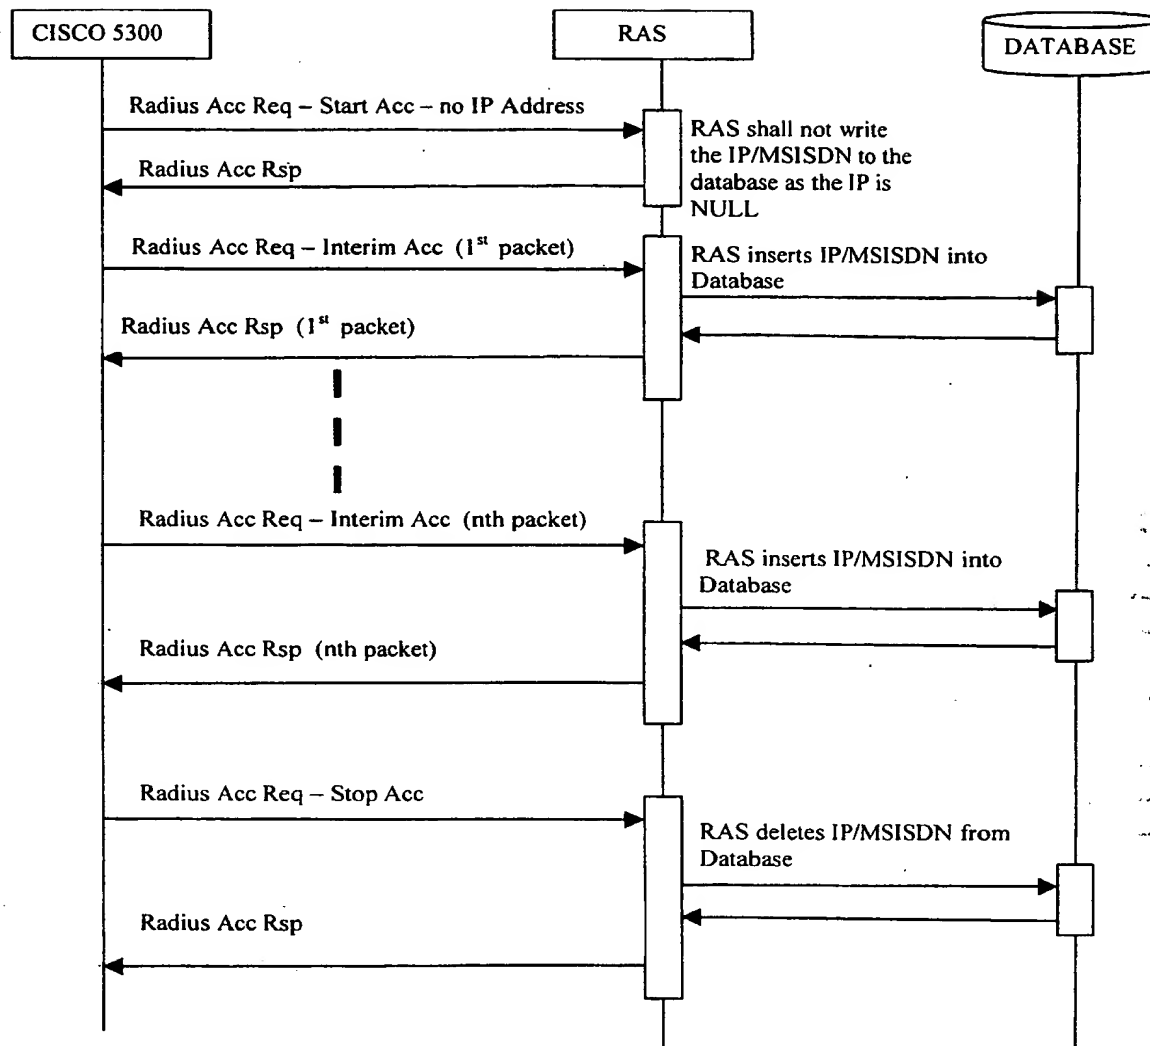 CISCO 5300
RAS
DATABASE
Radius Acc Req – Start Acc – no IP Address
RAS shall not write
the IP/MSISDN to the
database as the IP is
NULL
Radius Acc Rsp
Radius Acc Req – Interim Acc (1st packet)
RAS inserts IP/MSISDN into
Database
Radius Acc Rsp (1st packet)
Radius Acc Req – Interim Acc (nth packet)
RAS inserts IP/MSISDN into
Database
Radius Acc Rsp (nth packet)
Radius Acc Req – Stop Acc
RAS deletes IP/MSISDN from
Database
Radius Acc Rsp